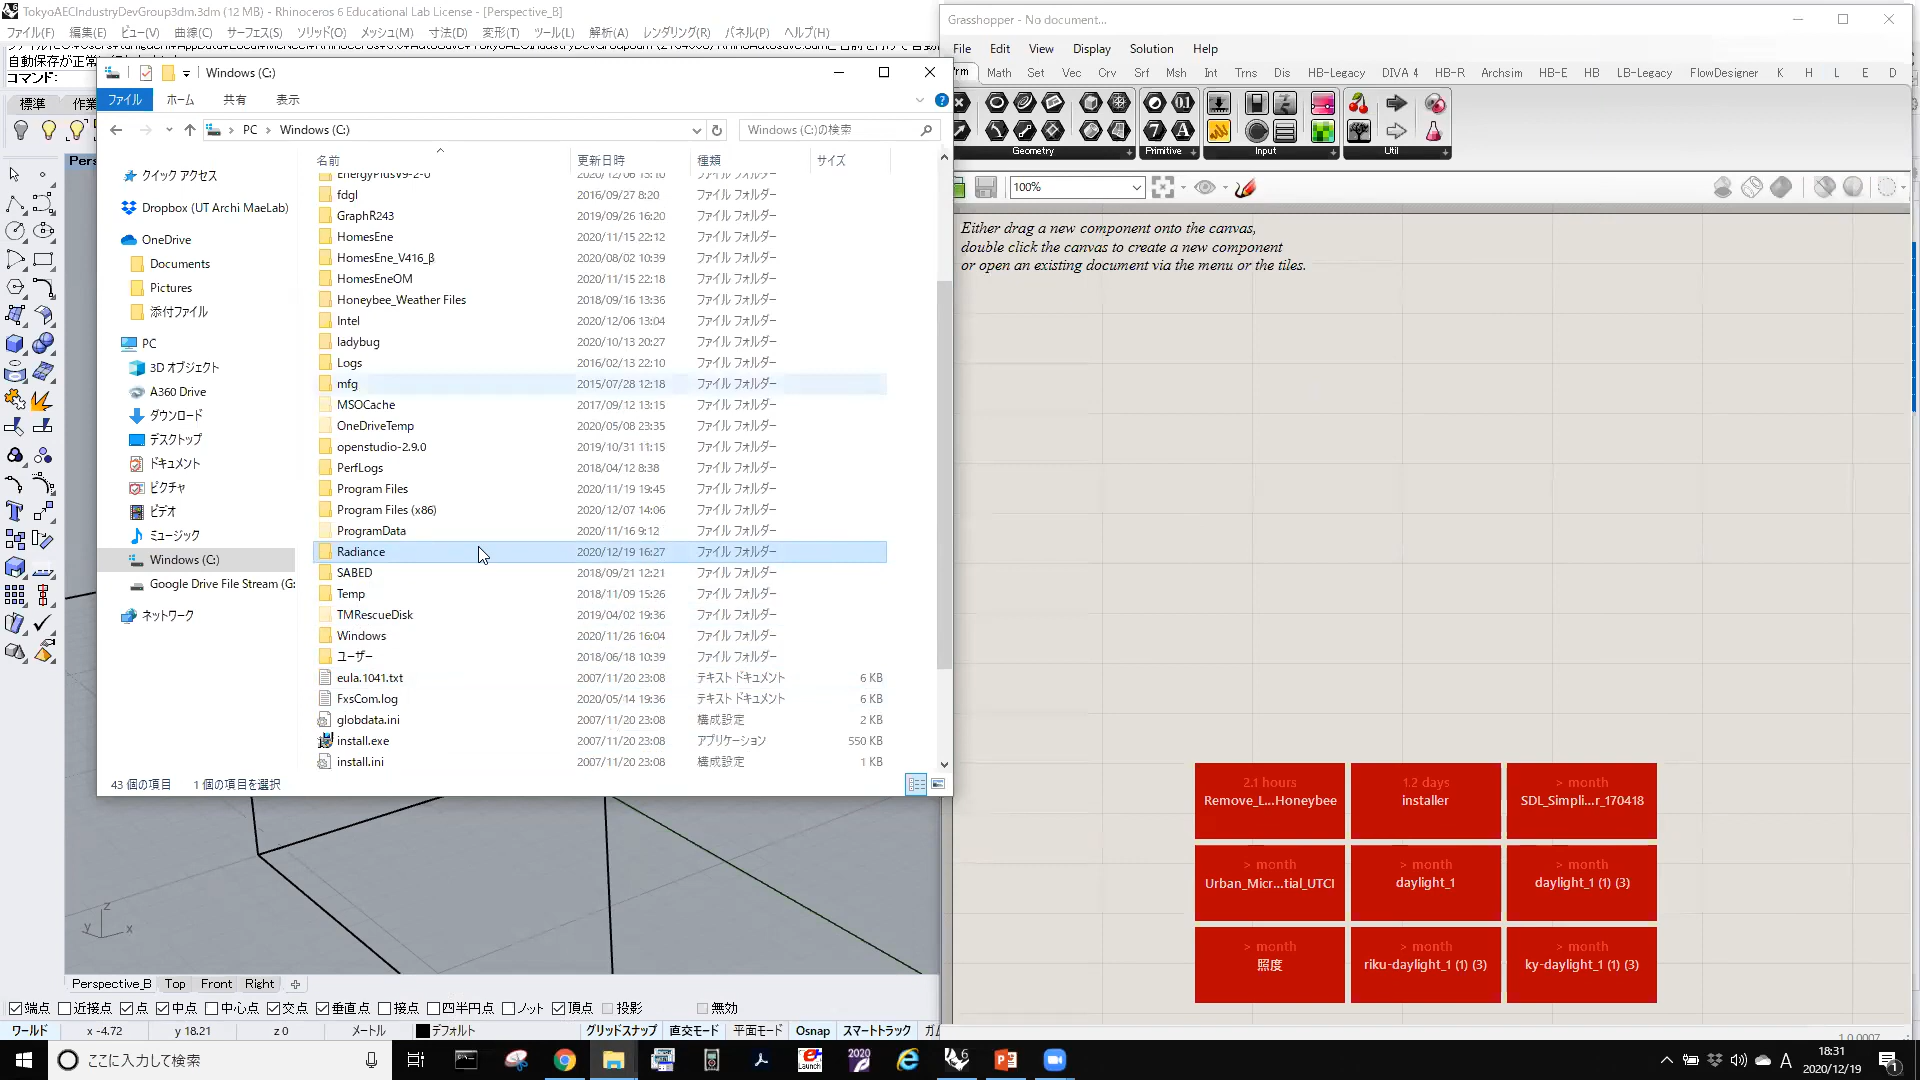 TokyoAECIndustryDevGroup3dm.3dm (12 MB) - Rhinoceros 6 Educational Lab License - [Perspective_B]
ファイル(F) 編集(E) ビュー(V) 曲線(C) サーフェス(S) ソリッド(O) メッシュ(M) 寸法(D) 変形(T) ツール(L) 解析(A) レンダリング(R) パネル(P) ヘルプ(H)
自動保存が正常
コマンド:
標準 作業
Windows (C:)
ファイル ホーム 共有 表示
PC Windows (C:) Windows (C:)の検索
名前 更新日時 種類 サイズ
クイック アクセス
Dropbox (UT Archi MaeLab)
OneDrive
Documents
Pictures
添付ファイル
PC
3D オブジェクト
A360 Drive
ダウンロード
デスクトップ
ドキュメント
ピクチャ
ビデオ
ミュージック
Windows (C:)
Google Drive File Stream (G:
ネットワーク
EnergyPlusV9-2-0 2020/12/06 13:10 ファイル フォルダー
fdgl 2016/09/27 8:20 ファイル フォルダー
GraphR243 2019/09/26 16:20 ファイル フォルダー
HomesEne 2020/11/15 22:12 ファイル フォルダー
HomesEne_V416_β 2020/08/02 10:39 ファイル フォルダー
HomesEneOM 2020/11/15 22:18 ファイル フォルダー
Honeybee_Weather Files 2018/09/16 13:36 ファイル フォルダー
Intel 2020/12/06 13:04 ファイル フォルダー
ladybug 2020/10/13 20:27 ファイル フォルダー
Logs 2016/02/13 22:10 ファイル フォルダー
mfg 2015/07/28 12:18 ファイル フォルダー
MSOCache 2017/09/12 13:15 ファイル フォルダー
OneDriveTemp 2020/05/08 23:35 ファイル フォルダー
openstudio-2.9.0 2019/10/31 11:15 ファイル フォルダー
PerfLogs 2018/04/12 8:38 ファイル フォルダー
Program Files 2020/11/19 19:45 ファイル フォルダー
Program Files (x86) 2020/12/07 14:06 ファイル フォルダー
ProgramData 2020/11/16 9:12 ファイル フォルダー
Radiance 2020/12/19 16:27 ファイル フォルダー
SABED 2018/09/21 12:21 ファイル フォルダー
Temp 2018/11/09 15:26 ファイル フォルダー
TMRescueDisk 2019/04/02 19:36 ファイル フォルダー
Windows 2020/11/26 16:04 ファイル フォルダー
ユーザー 2018/06/18 10:39 ファイル フォルダー
eula.1041.txt 2007/11/20 23:08 テキスト ドキュメント 6 KB
FxsCom.log 2020/05/14 19:36 テキスト ドキュメント 6 KB
globdata.ini 2007/11/20 23:08 構成設定 2 KB
install.exe 2007/11/20 23:08 アプリケーション 550 KB
install.ini 2007/11/20 23:08 構成設定 1 KB
43 個の項目 1 個の項目を選択
Pers
z
y
x
Perspective_B Top Front Right
端点 近接点 点 中点 中心点 交点 垂直点 接点 四半円点 ノット 頂点 投影 無効
ワールド x -4.72 y 18.21 z 0 メートル デフォルト グリッドスナップ 直交モード 平面モード Osnap スマートトラック ガム
Grasshopper - No document...
File Edit View Display Solution Help
rm Math Set Vec Crv Srf Msh Int Trns Dis HB-Legacy DIVA 4 HB-R Archsim HB-E HB LB-Legacy FlowDesigner K H L E D
Geometry Primitive Input Util
100%
Either drag a new component onto the canvas,
double click the canvas to create a new component
or open an existing document via the menu or the tiles.
2.1 hours
Remove_L...Honeybee
1.2 days
installer
> month
SDL_Simpli...r_170418
> month
Urban_Micr...tial_UTCI
> month
daylight_1
> month
daylight_1 (1) (3)
> month
照度
> month
riku-daylight_1 (1) (3)
> month
ky-daylight_1 (1) (3)
1.0.0007
ここに入力して検索
A
18:31
2020/12/19